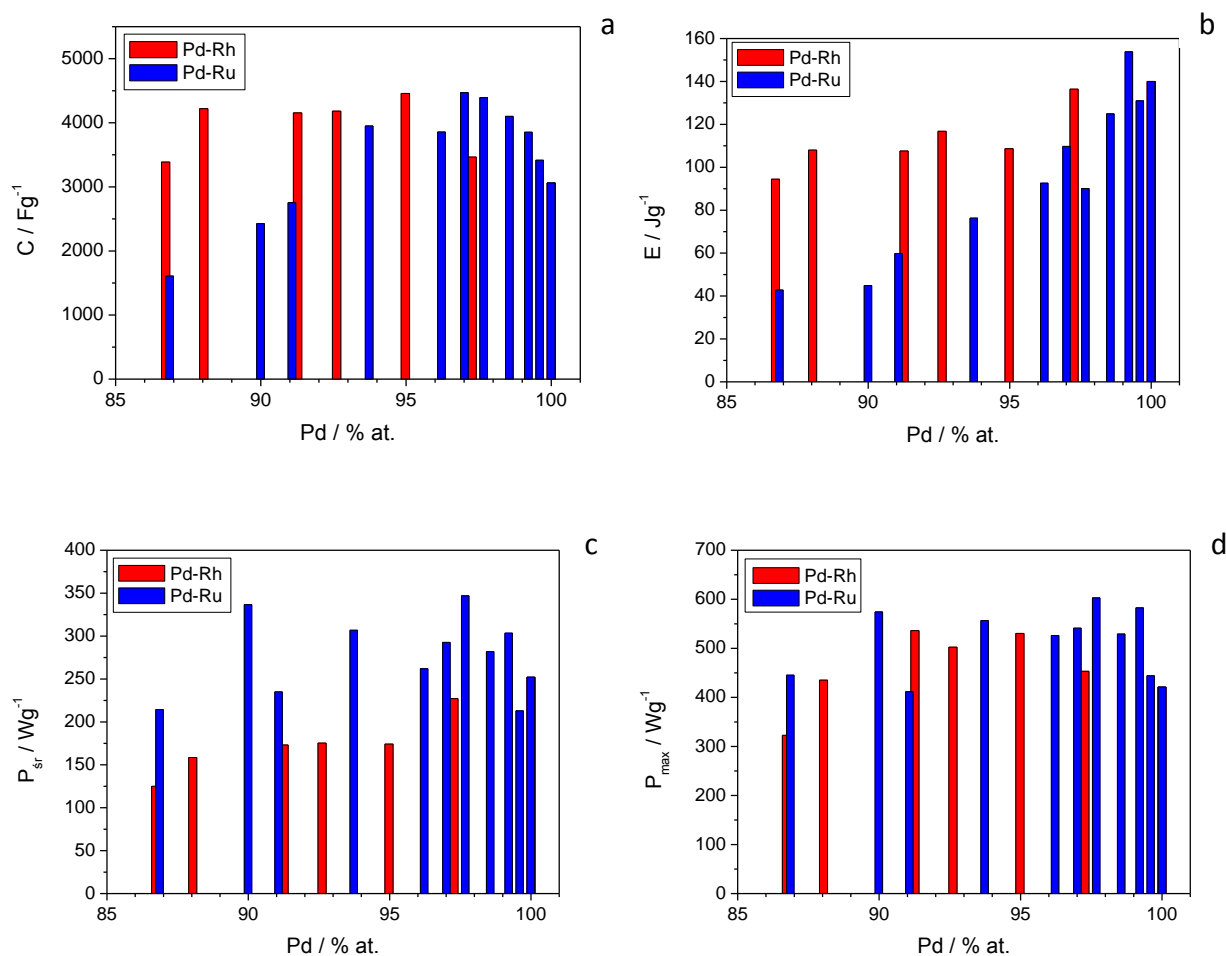 a
Pd-Rh
Pd-Ru
5000
4000
3000
2000
1000
0
C / Fg⁻¹
85
90
95
100
Pd / % at.
b
Pd-Rh
Pd-Ru
160
140
120
100
80
60
40
20
0
E / Jg⁻¹
85
90
95
100
Pd / % at.
c
Pd-Rh
Pd-Ru
400
350
300
250
200
150
100
50
0
P śr / Wg⁻¹
85
90
95
100
Pd / % at.
d
Pd-Rh
Pd-Ru
700
600
500
400
300
200
100
0
P max / Wg⁻¹
85
90
95
100
Pd / % at.